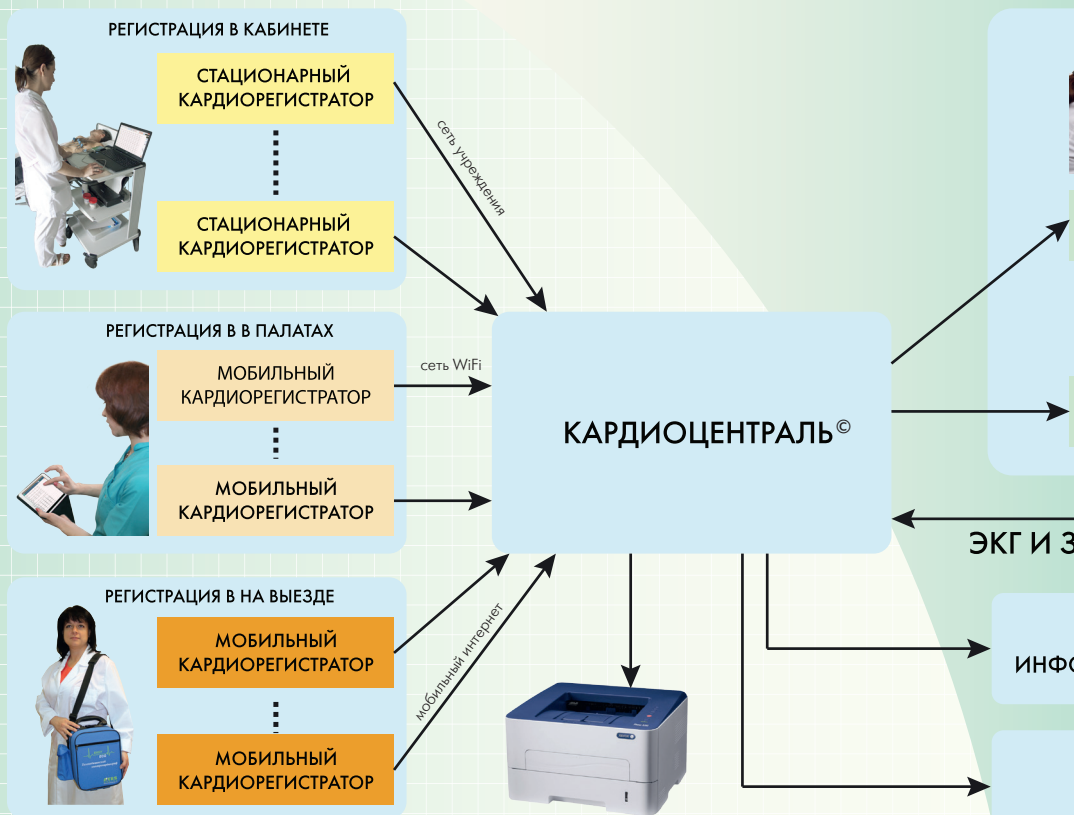 РЕГИСТРАЦИЯ В КАБИНЕТЕ
СТАЦИОНАРНЫЙ
КАРДИОРЕГИСТРАТОР
сеть учреждения
СТАЦИОНАРНЫЙ
КАРДИОРЕГИСТРАТОР
РЕГИСТРАЦИЯ В В ПАЛАТАХ
МОБИЛЬНЫЙ
КАРДИОРЕГИСТРАТОР
сеть WiFi
КАРДИОЦЕНТРАЛЬ©
МОБИЛЬНЫЙ
КАРДИОРЕГИСТРАТОР
ЭКГ И З
РЕГИСТРАЦИЯ В НА ВЫЕЗДЕ
МОБИЛЬНЫЙ
КАРДИОРЕГИСТРАТОР
мобильный интернет
ИНФО
МОБИЛЬНЫЙ
КАРДИОРЕГИСТРАТОР